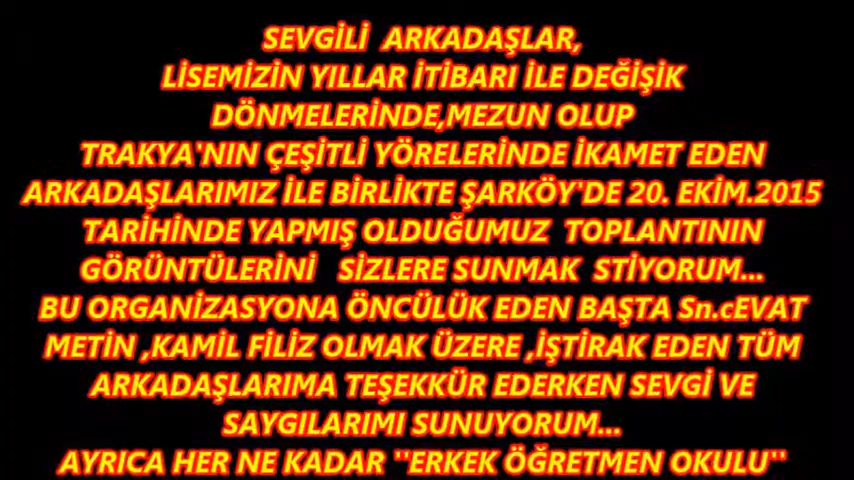 SEVGİLİ ARKADAŞLAR,
LİSEMİZİN YILLAR İTİBARI İLE DEĞİŞİK
DÖNMELERİNDE,MEZUN OLUP
TRAKYA'NIN ÇEŞİTLİ YÖRELERİNDE İKAMET EDEN
ARKADAŞLARIMIZ İLE BİRLİKTE ŞARKÖY'DE 20. EKİM.2015
TARİHİNDE YAPMIŞ OLDUĞUMUZ TOPLANTININ
GÖRÜNTÜLERİNİ SİZLERE SUNMAK STİYORUM...
BU ORGANİZASYONA ÖNCÜLÜK EDEN BAŞTA Sn.cEVAT
METİN ,KAMİL FİLİZ OLMAK ÜZERE ,İŞTİRAK EDEN TÜM
ARKADAŞLARIMA TEŞEKKÜR EDERKEN SEVGİ VE
SAYGILARIMI SUNUYORUM...
AYRICA HER NE KADAR ''ERKEK ÖĞRETMEN OKULU''